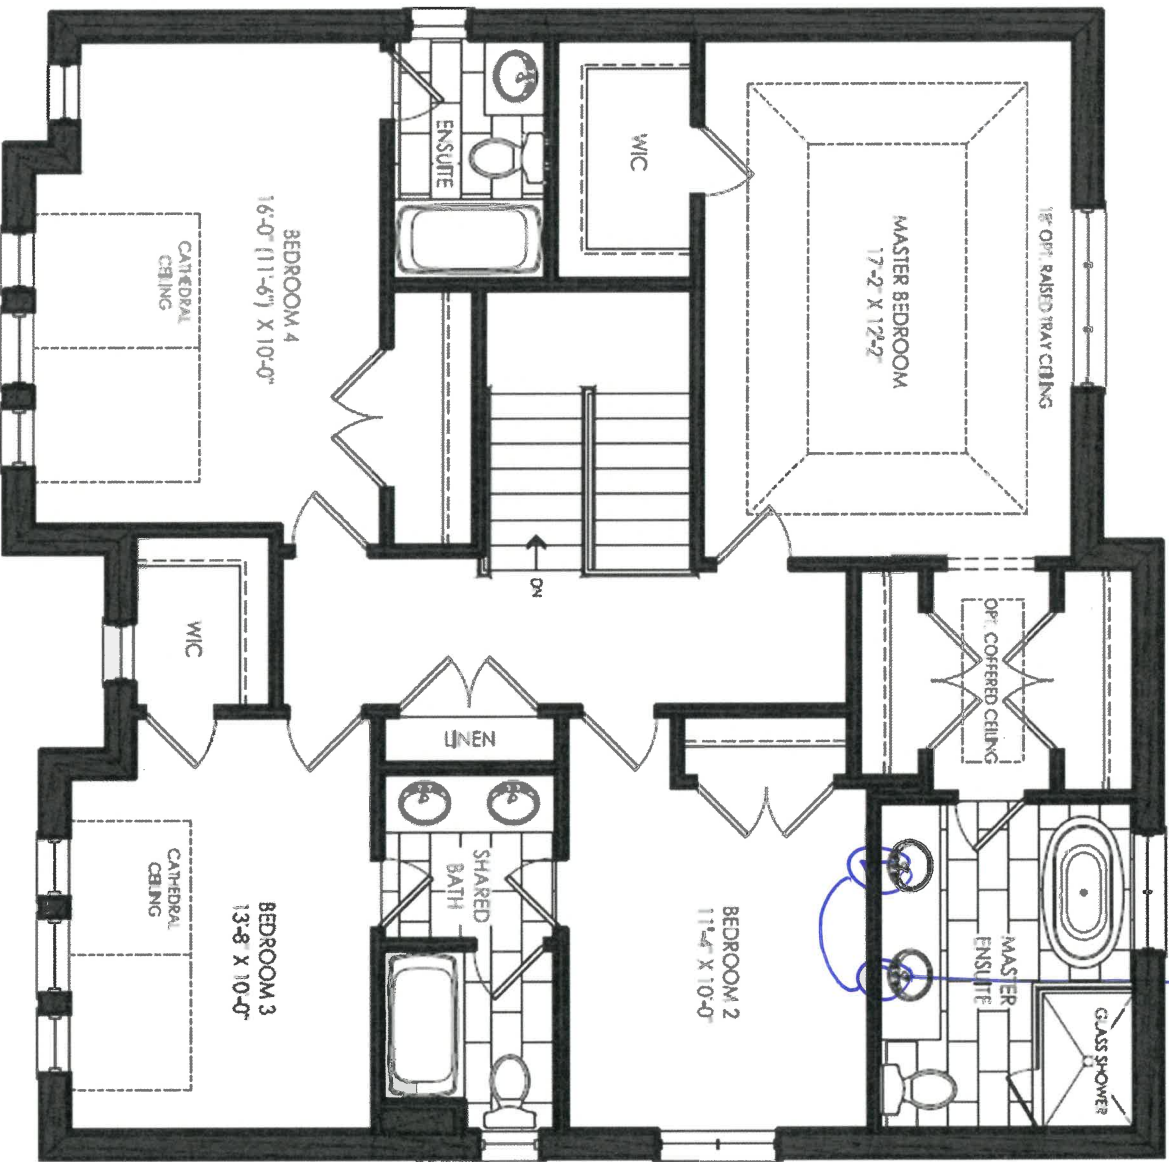 ENSUITE
WIC
MASTER BEDROOM
17'-2" X 12'-2"
18" OPT. RAISED TRAY CEILING
BEDROOM 4
16'-0" (11'-6") X 10'-0"
CATHEDRAL
CEILING
DN
WIC
LINEN
OPT. COFFERED CEILING
CATHEDRAL
CEILING
BEDROOM 3
13'-8" X 10'-0"
SHARED
BATH
BEDROOM 2
11'-4" X 10'-0"
MASTER
ENSUITE
GLASS SHOWER